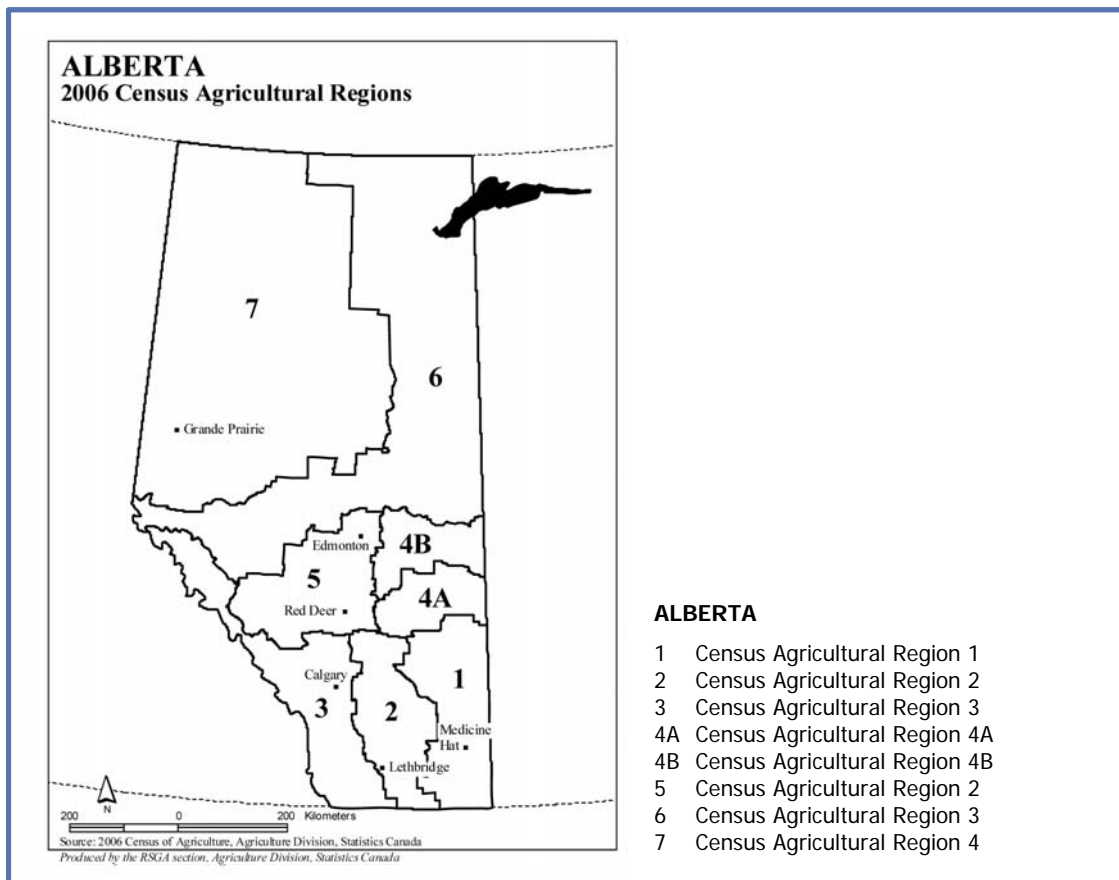 ALBERTA
2006 Census Agricultural Regions
7
6
Grande Prairie
Edmonton
4B
5
4A
Red Deer
Calgary
1
3
2
Medicine
Hat
Lethbridge
N
200 0 200 Kilometers
Source: 2006 Census of Agriculture, Agriculture Division, Statistics Canada
Produced by the RSGA section, Agriculture Division, Statistics Canada
ALBERTA
1 Census Agricultural Region 1
2 Census Agricultural Region 2
3 Census Agricultural Region 3
4A Census Agricultural Region 4A
4B Census Agricultural Region 4B
5 Census Agricultural Region 2
6 Census Agricultural Region 3
7 Census Agricultural Region 4